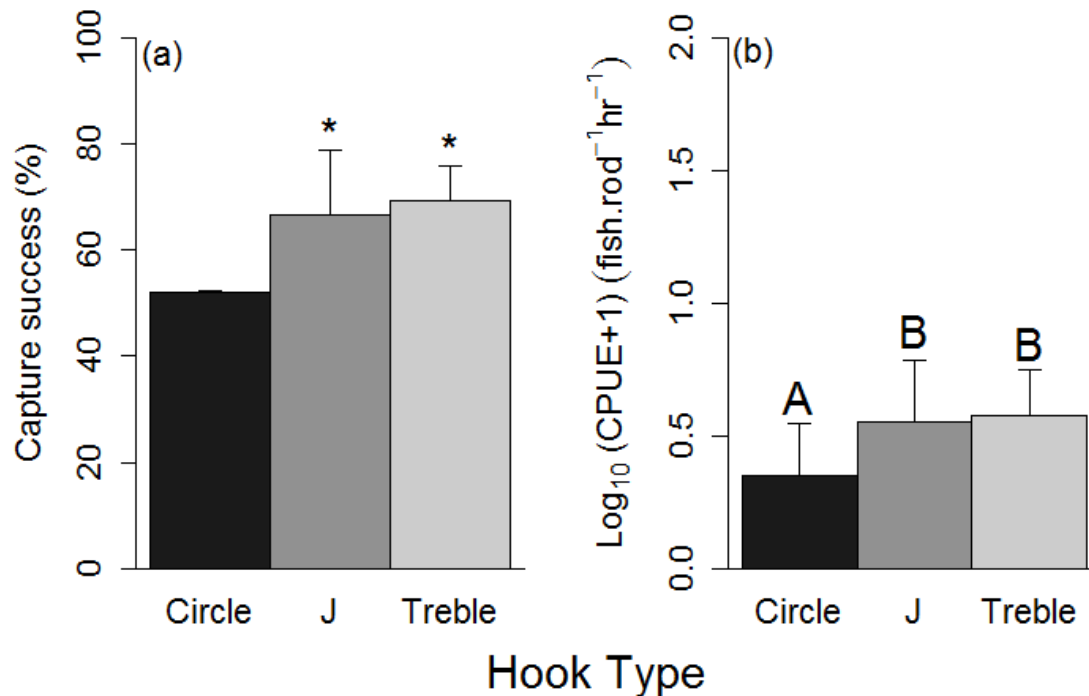 (a)
Capture success (%)
100
80
60
40
20
0
*
*
Circle J Treble
(b)
Log₁₀ (CPUE+1) (fish.rod⁻¹hr⁻¹)
2.0
1.5
1.0
0.5
0.0
A
B
B
Circle J Treble
Hook Type